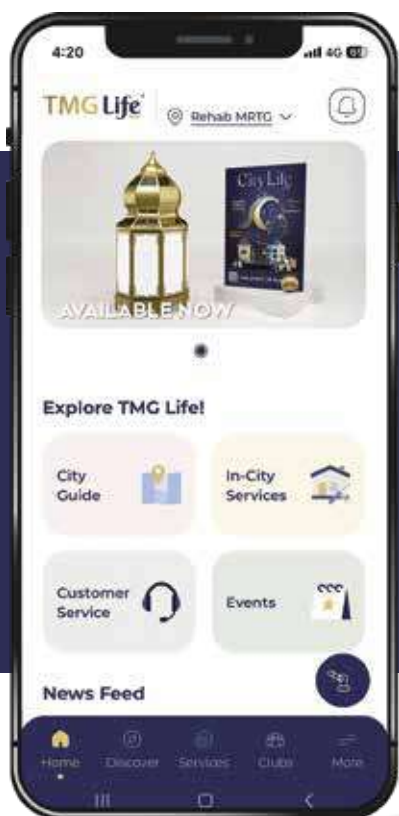 4:20
4G
TMG Life
Rehab MRTG
City Life
AVAILABLE NOW
Explore TMG Life!
City
Guide
In-City
Services
Customer
Service
Events
News Feed
Home
Discover
Services
Clubs
More